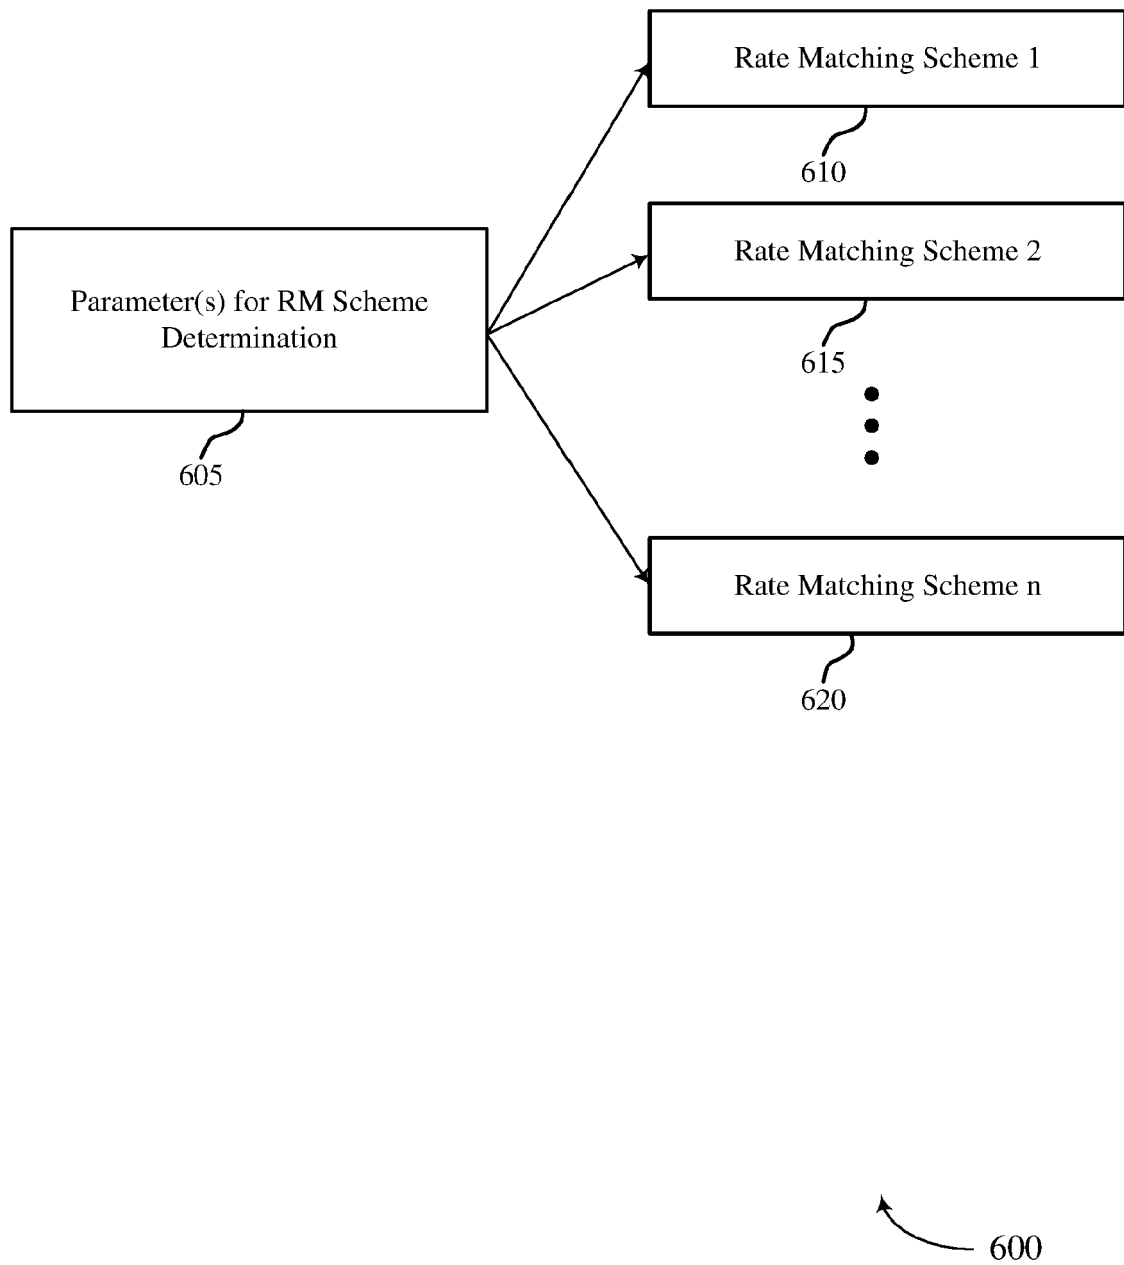 Rate Matching Scheme 1
610
Rate Matching Scheme 2
615
Parameter(s) for RM Scheme
Determination
605
Rate Matching Scheme n
620
600